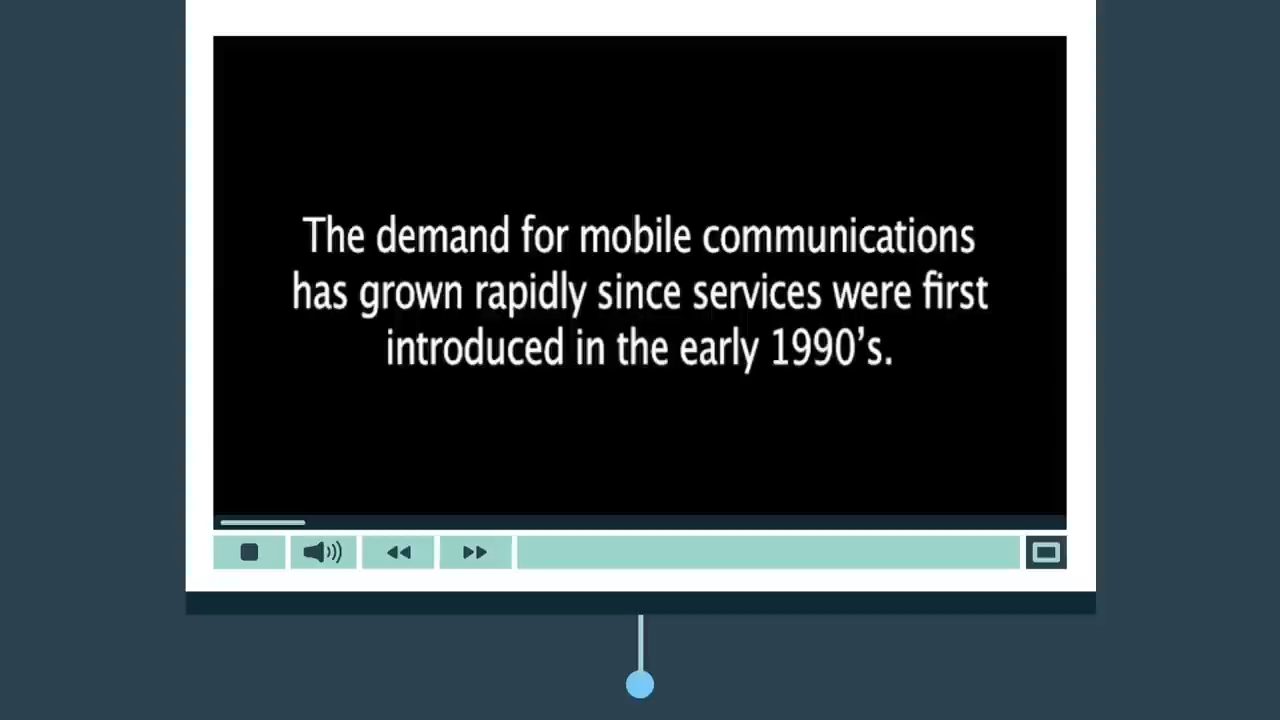 The demand for mobile communications
has grown rapidly since services were first
introduced in the early 1990’s.